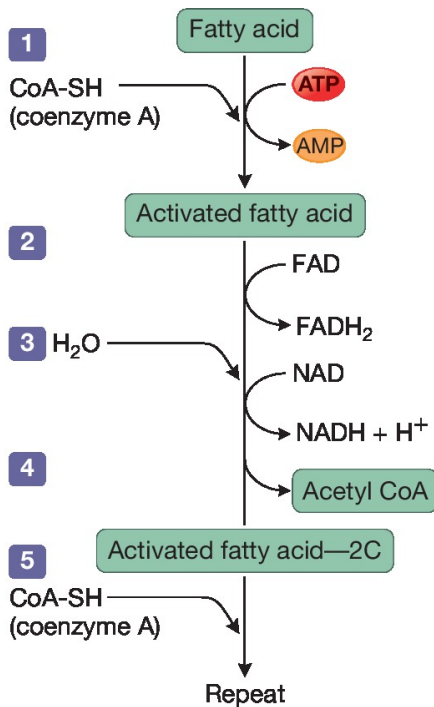 1
Fatty acid
CoA-SH
(coenzyme A)
ATP
AMP
Activated fatty acid
2
FAD
FADH₂
3
H₂O
NAD
NADH + H⁺
4
Acetyl CoA
Activated fatty acid—2C
5
CoA-SH
(coenzyme A)
Repeat